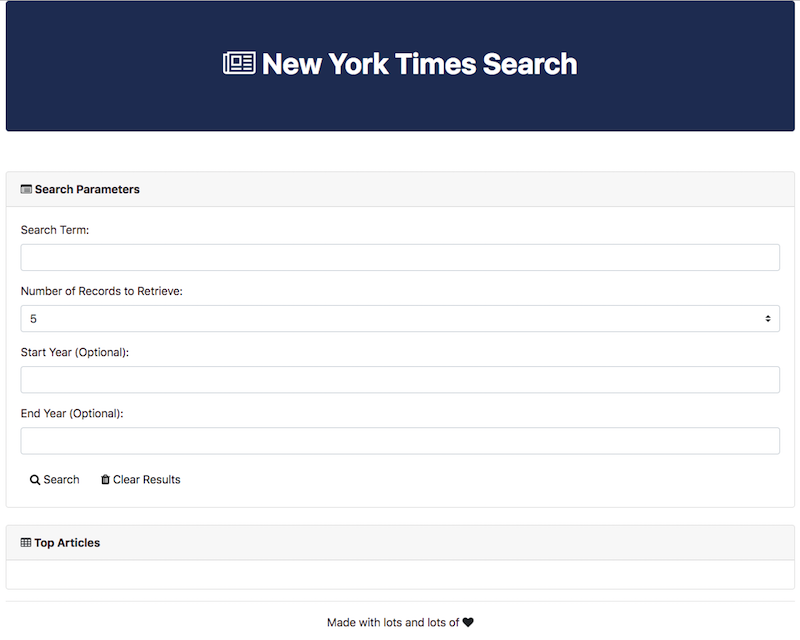 New York Times Search
Search Parameters
Search Term:
Number of Records to Retrieve:
5
Start Year (Optional):
End Year (Optional):
Search Clear Results
Top Articles
Made with lots and lots of